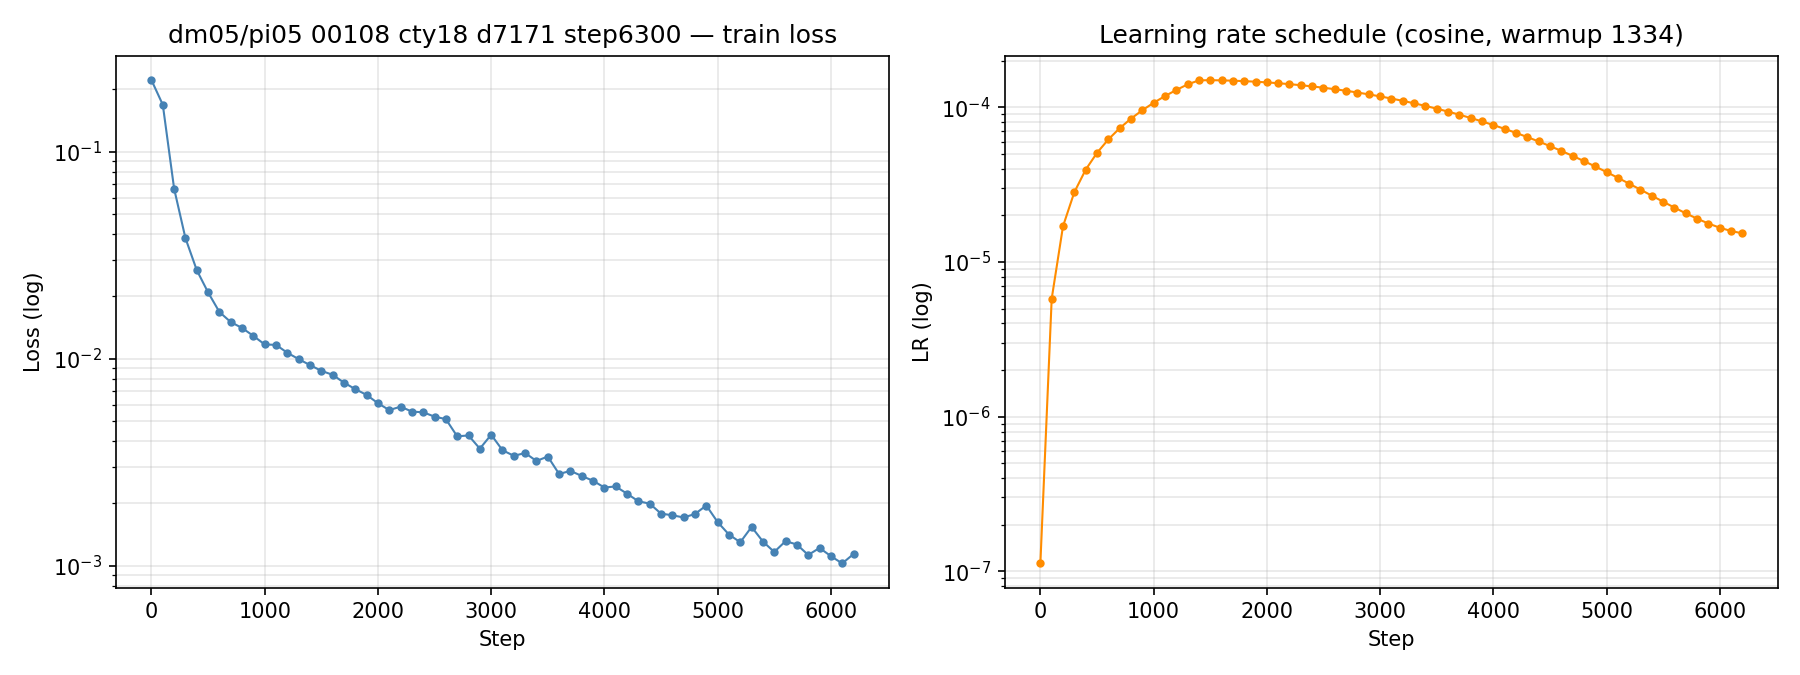 dm05/pi05 00108 cty18 d7171 step6300 — train loss
Loss (log)
10⁻¹
10⁻²
10⁻³
0 1000 2000 3000 4000 5000 6000
Step
Learning rate schedule (cosine, warmup 1334)
LR (log)
10⁻⁴
10⁻⁵
10⁻⁶
10⁻⁷
0 1000 2000 3000 4000 5000 6000
Step